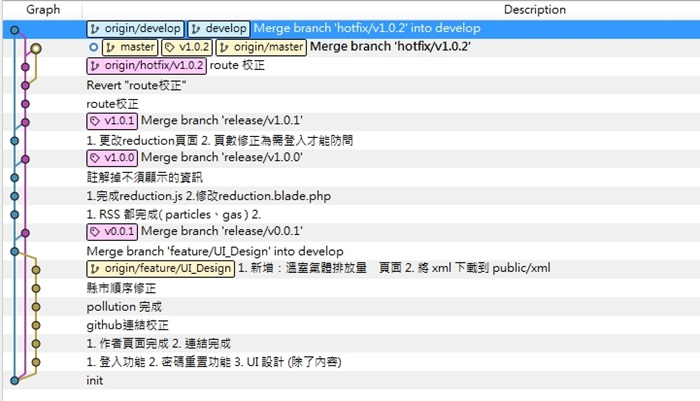 Graph Description
origin/develop develop Merge branch 'hotfix/v1.0.2' into develop
master v1.0.2 origin/master Merge branch 'hotfix/v1.0.2'
origin/hotfix/v1.0.2 route 校正
Revert "route校正"
route校正
v1.0.1 Merge branch 'release/v1.0.1'
1. 更改reduction頁面 2. 頁數修正為需登入才能防問
v1.0.0 Merge branch 'release/v1.0.0'
註解掉不須顯示的資訊
1.完成reduction.js 2.修改reduction.blade.php
1. RSS 都完成( particles、gas ) 2.
v0.0.1 Merge branch 'release/v0.0.1'
Merge branch 'feature/UI_Design' into develop
origin/feature/UI_Design 1. 新增：溫室氣體排放量　頁面 2. 將 xml 下載到 public/xml
縣市順序修正
pollution 完成
github連結校正
1. 作者頁面完成 2. 連結完成
1. 登入功能 2. 密碼重置功能 3. UI 設計 (除了內容)
init